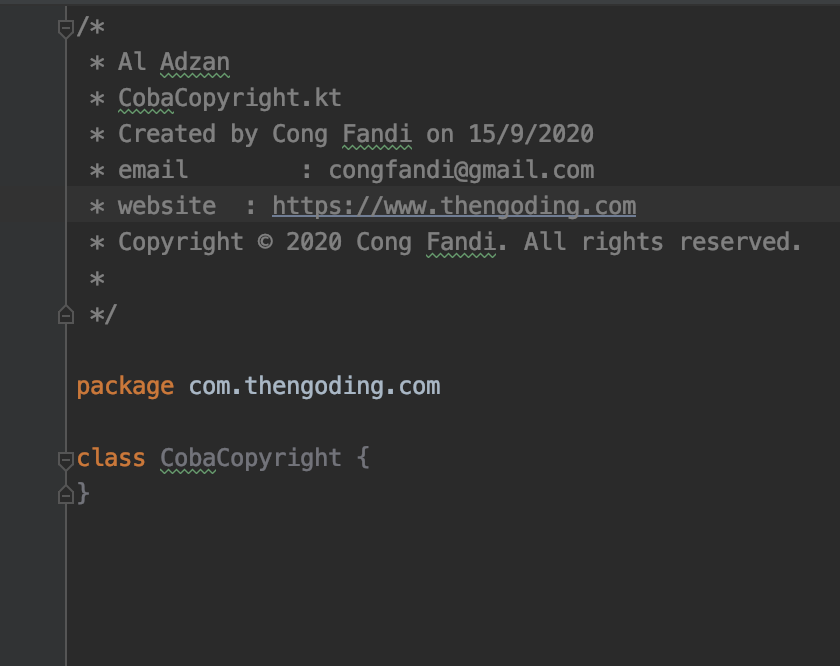 /*
* Al Adzan
* CobaCopyright.kt
* Created by Cong Fandi on 15/9/2020
* email        : congfandi@gmail.com
* website  : https://www.thengoding.com
* Copyright © 2020 Cong Fandi. All rights reserved.
*
*/
package com.thengoding.com
class CobaCopyright {
}